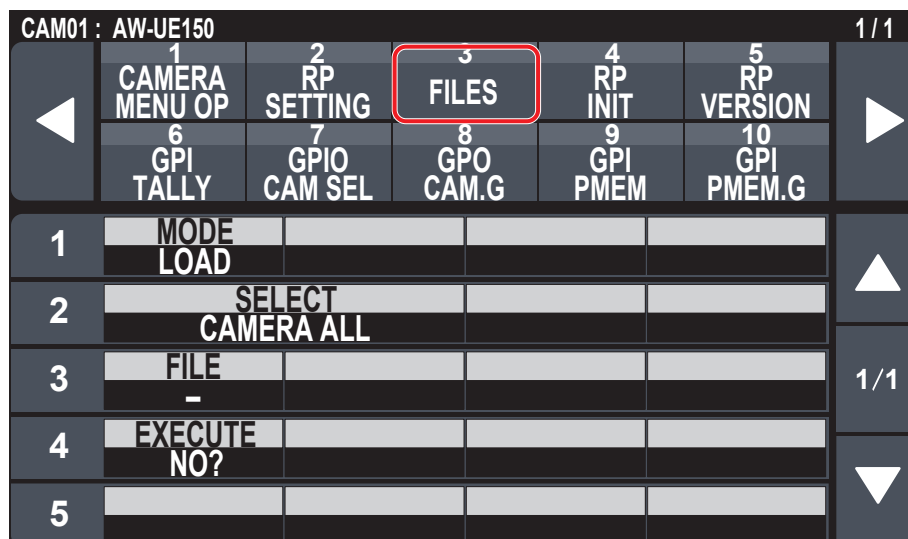 CAM01 : AW-UE150 1 / 1
1 2 3 4 5
CAMERA MENU OP RP SETTING FILES RP INIT RP VERSION
6 7 8 9 10
GPI TALLY GPIO CAM SEL GPO CAM.G GPI PMEM GPI PMEM.G
1 MODE
LOAD
2 SELECT
CAMERA ALL
3 FILE 1/1
–
4 EXECUTE
NO?
5